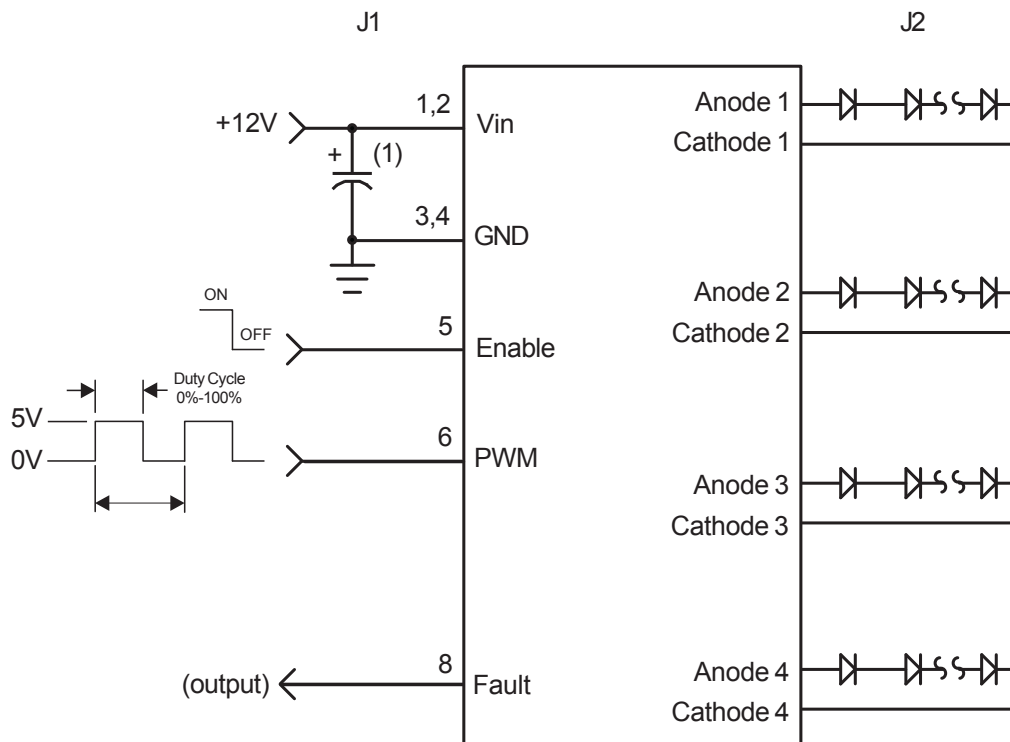 J1
J2
+12V
1,2
Vin
+
(1)
3,4
GND
ON
OFF
5
Enable
Duty Cycle
0%-100%
5V
0V
6
PWM
(output)
8
Fault
Anode 1
Cathode 1
Anode 2
Cathode 2
Anode 3
Cathode 3
Anode 4
Cathode 4